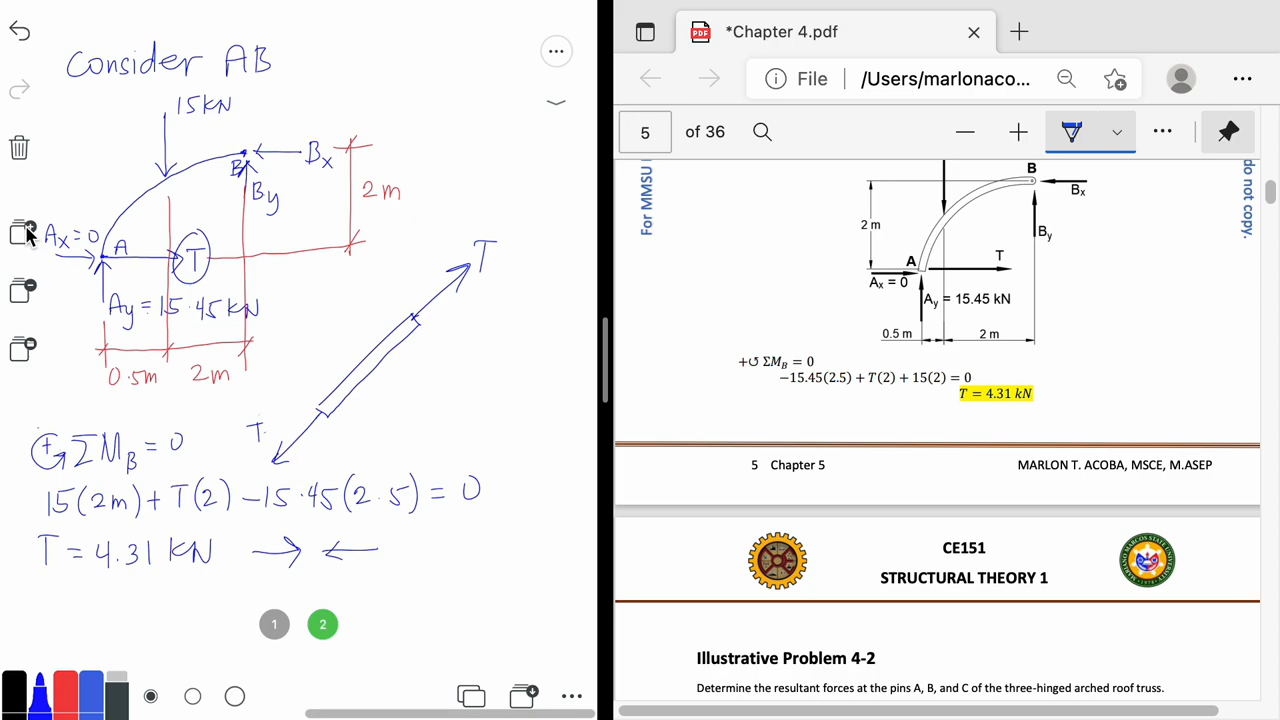 Consider AB
15KN
B
Bx
By
2m
Ax=0
A
T
Ay=15.45KN
0.5m
2m
T
T
+ ΣM_B = 0
15(2m)+T(2)-15.45(2.5)=0
T=4.31 KN → ←
1 2
PDF *Chapter 4.pdf
File /Users/marlonaco...
5 of 36
For MMSU
do not copy.
B
Bx
By
2 m
A
T
Ax = 0
Ay = 15.45 kN
0.5 m
2 m
+↺ ΣM_B = 0
−15.45(2.5) + T(2) + 15(2) = 0
T = 4.31 kN
5 Chapter 5
MARLON T. ACOBA, MSCE, M.ASEP
CE151
STRUCTURAL THEORY 1
Illustrative Problem 4-2
Determine the resultant forces at the pins A, B, and C of the three-hinged arched roof truss.